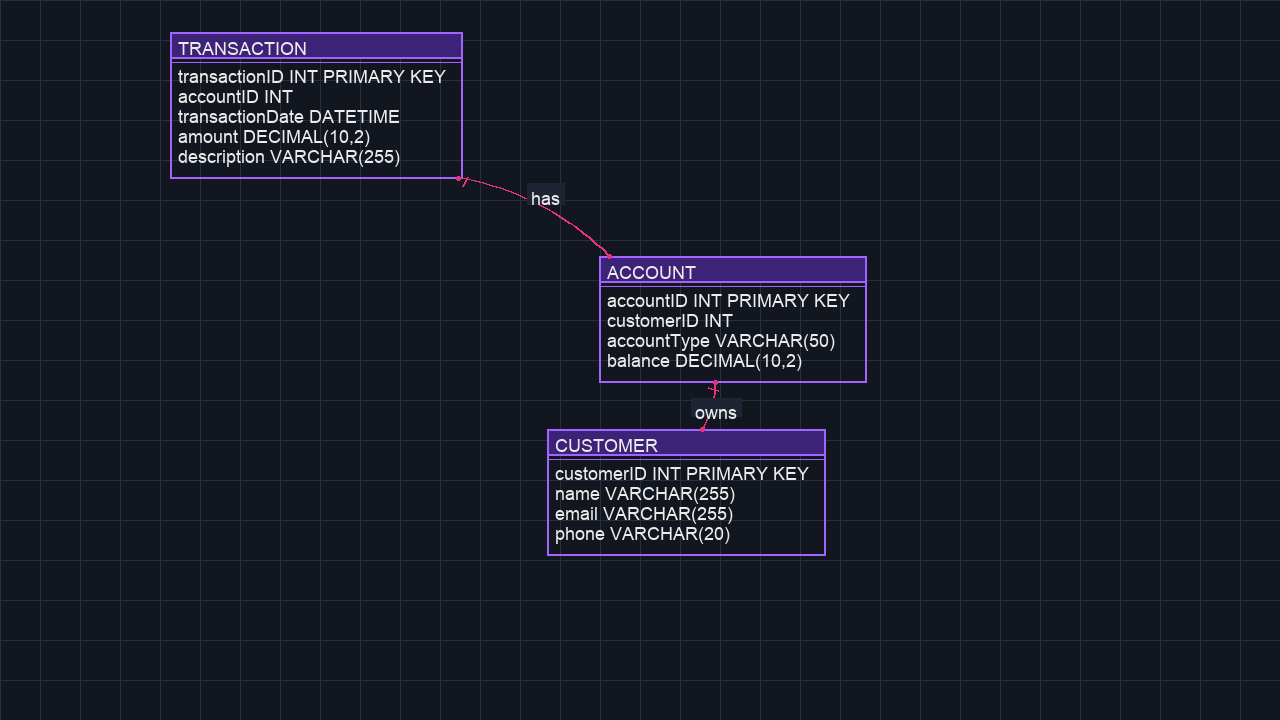 TRANSACTION
transactionID INT PRIMARY KEY
accountID INT
transactionDate DATETIME
amount DECIMAL(10,2)
description VARCHAR(255)
has
ACCOUNT
accountID INT PRIMARY KEY
customerID INT
accountType VARCHAR(50)
balance DECIMAL(10,2)
owns
CUSTOMER
customerID INT PRIMARY KEY
name VARCHAR(255)
email VARCHAR(255)
phone VARCHAR(20)